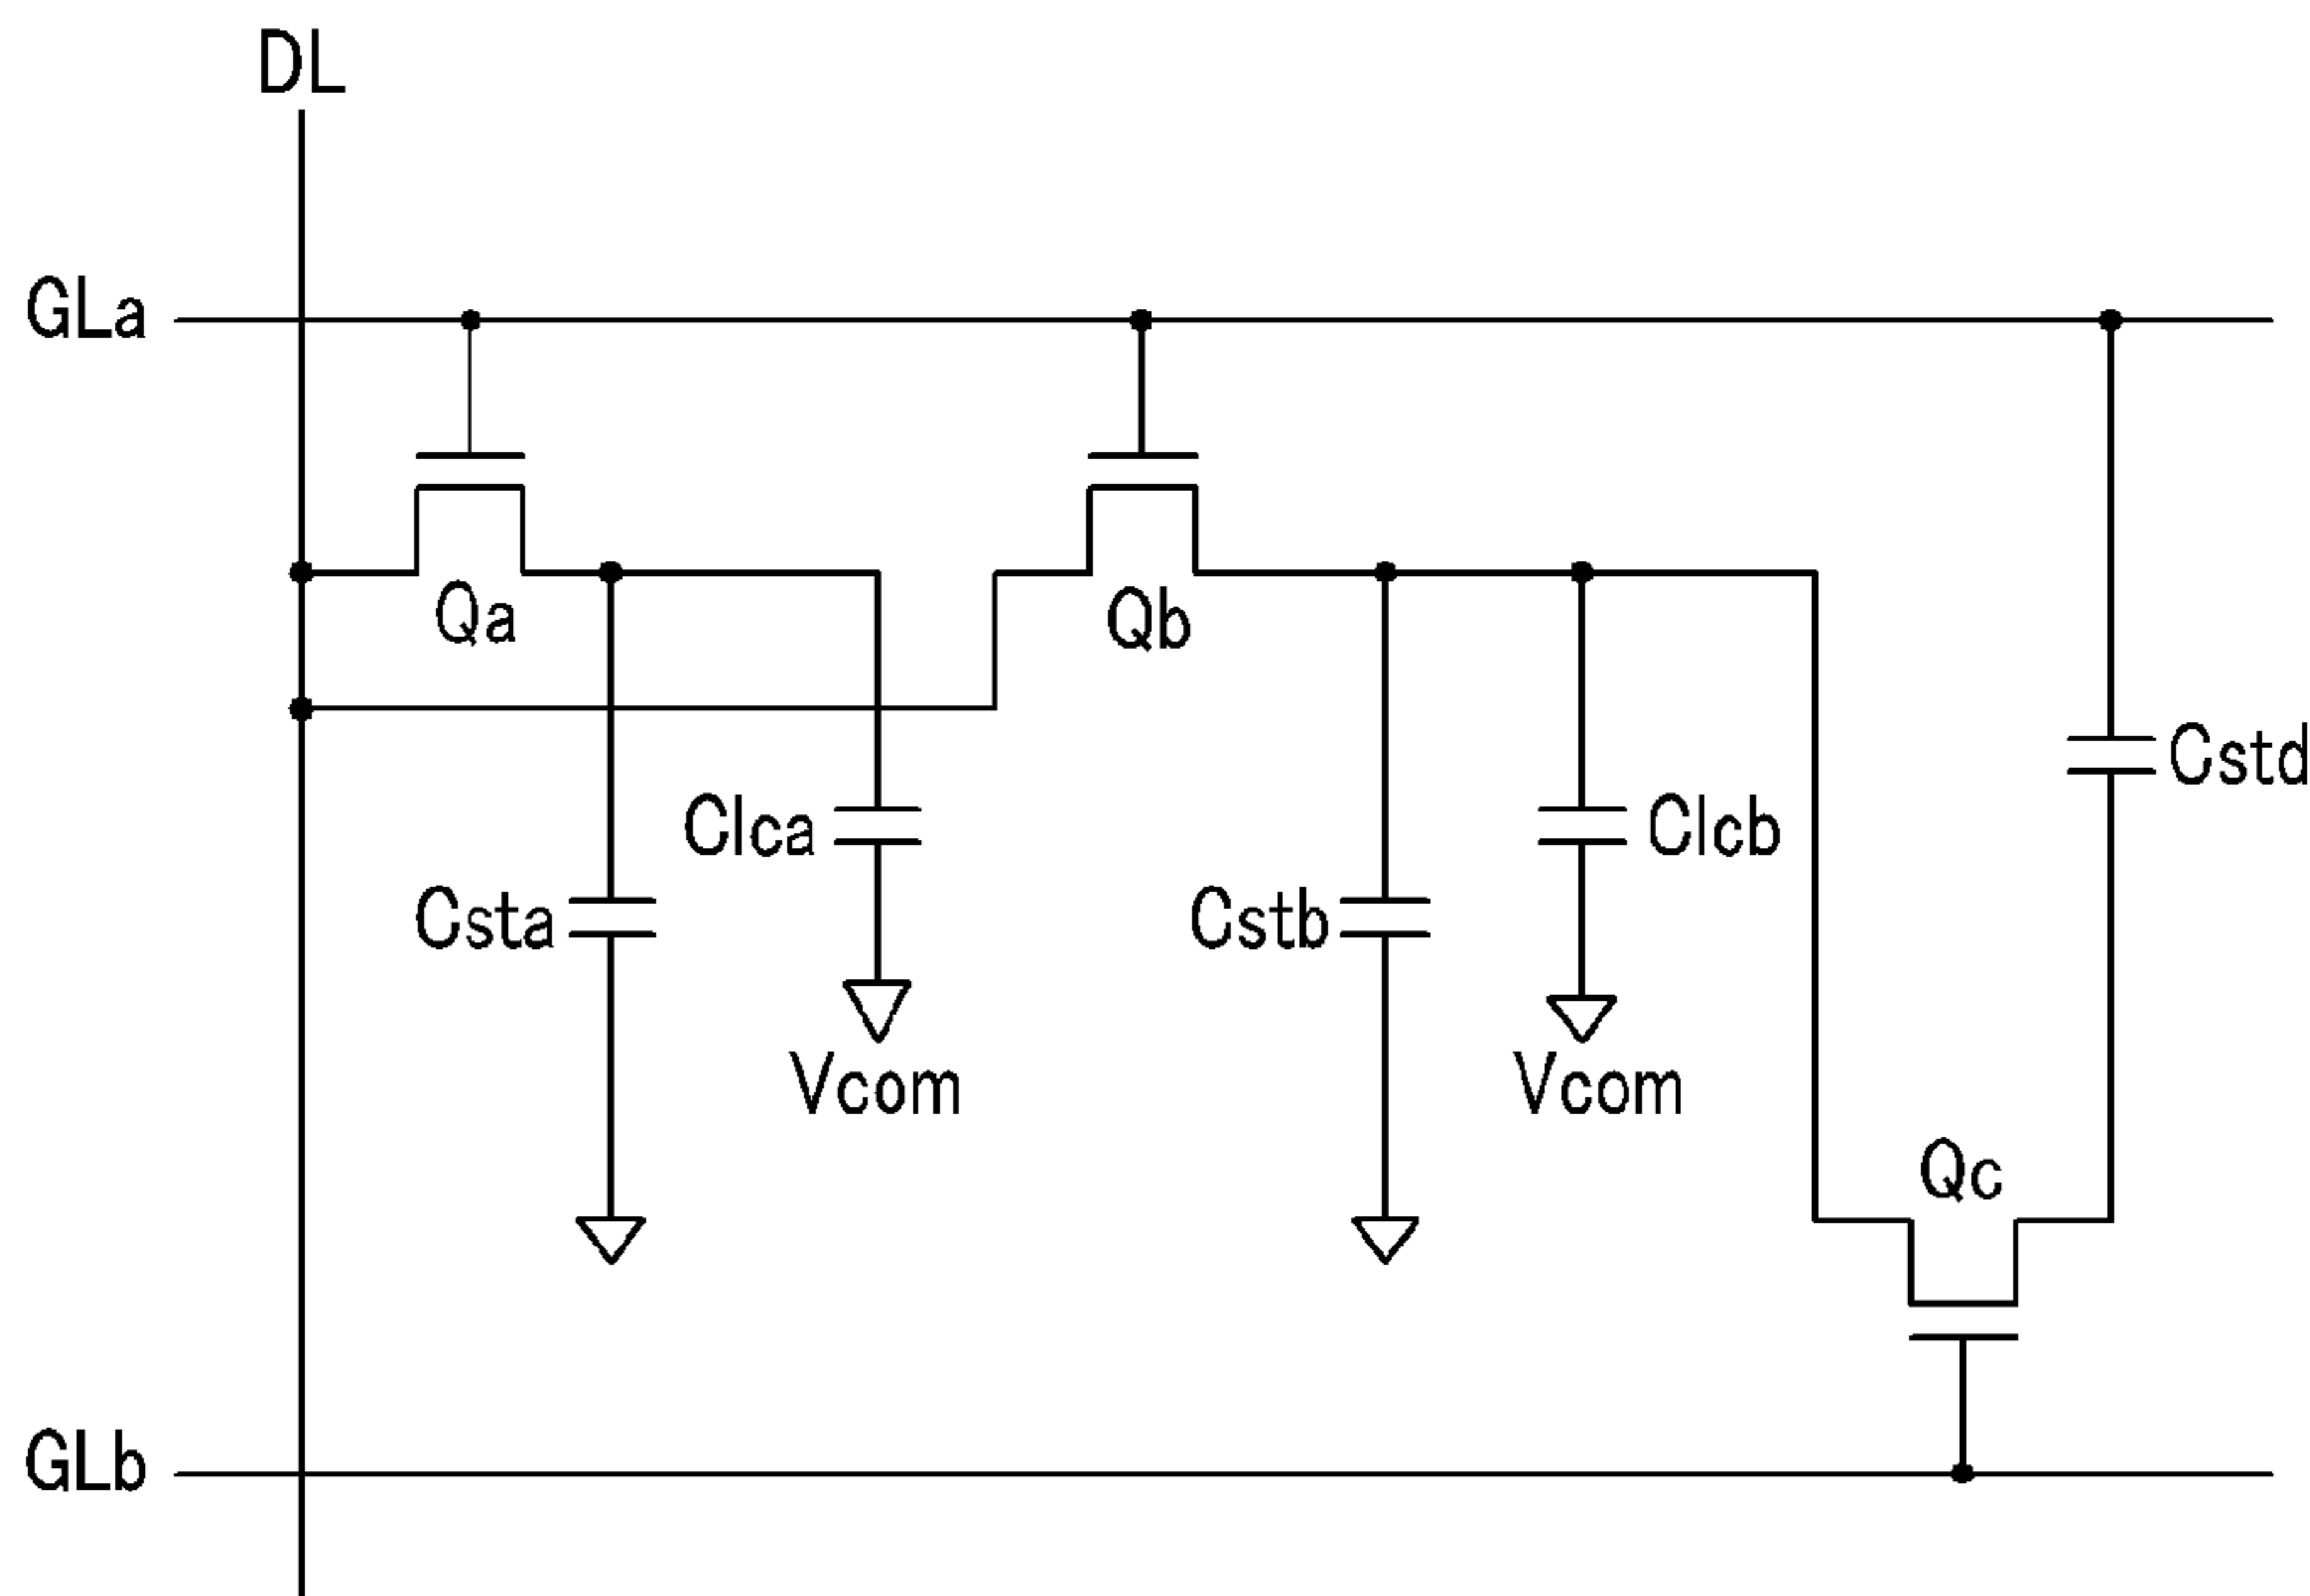 DL
GLa
Qa
Qb
Cstd
Clca
Clcb
Csta
Cstb
Vcom
Vcom
Qc
GLb